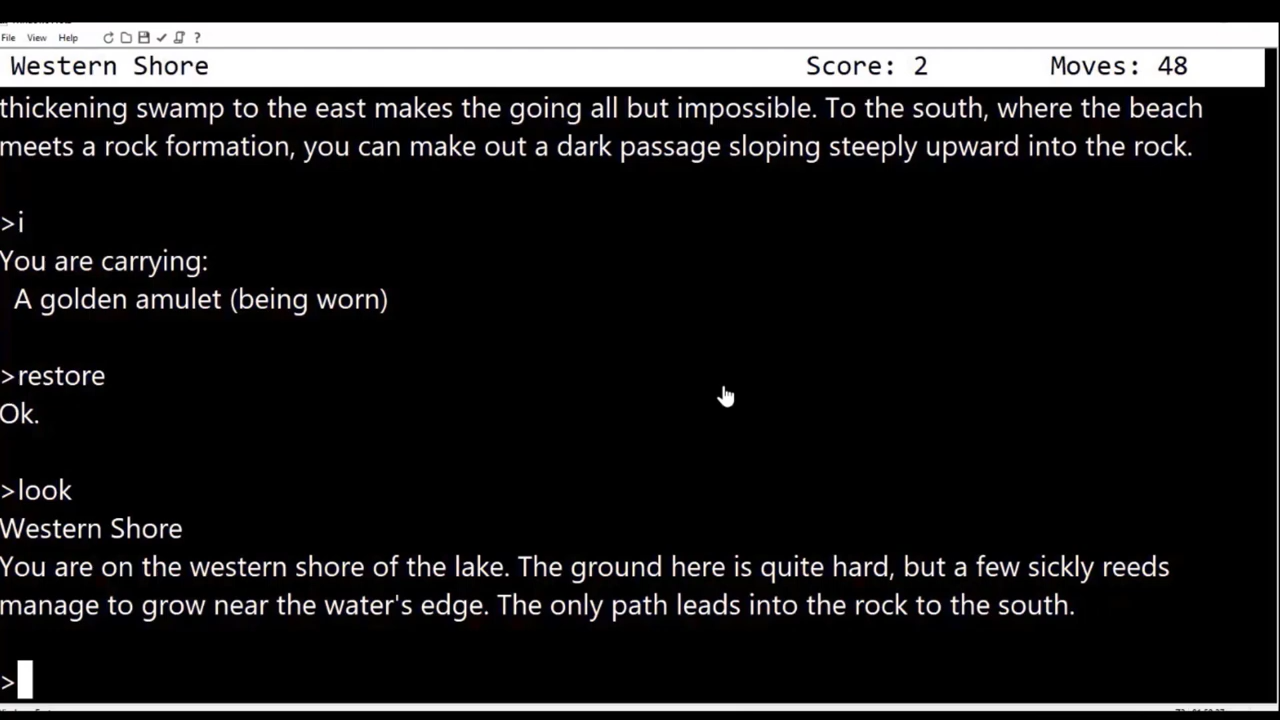 File View Help ?
Western Shore Score: 2 Moves: 48
thickening swamp to the east makes the going all but impossible. To the south, where the beach
meets a rock formation, you can make out a dark passage sloping steeply upward into the rock.
>i
You are carrying:
A golden amulet (being worn)
>restore
Ok.
>look
Western Shore
You are on the western shore of the lake. The ground here is quite hard, but a few sickly reeds
manage to grow near the water's edge. The only path leads into the rock to the south.
>